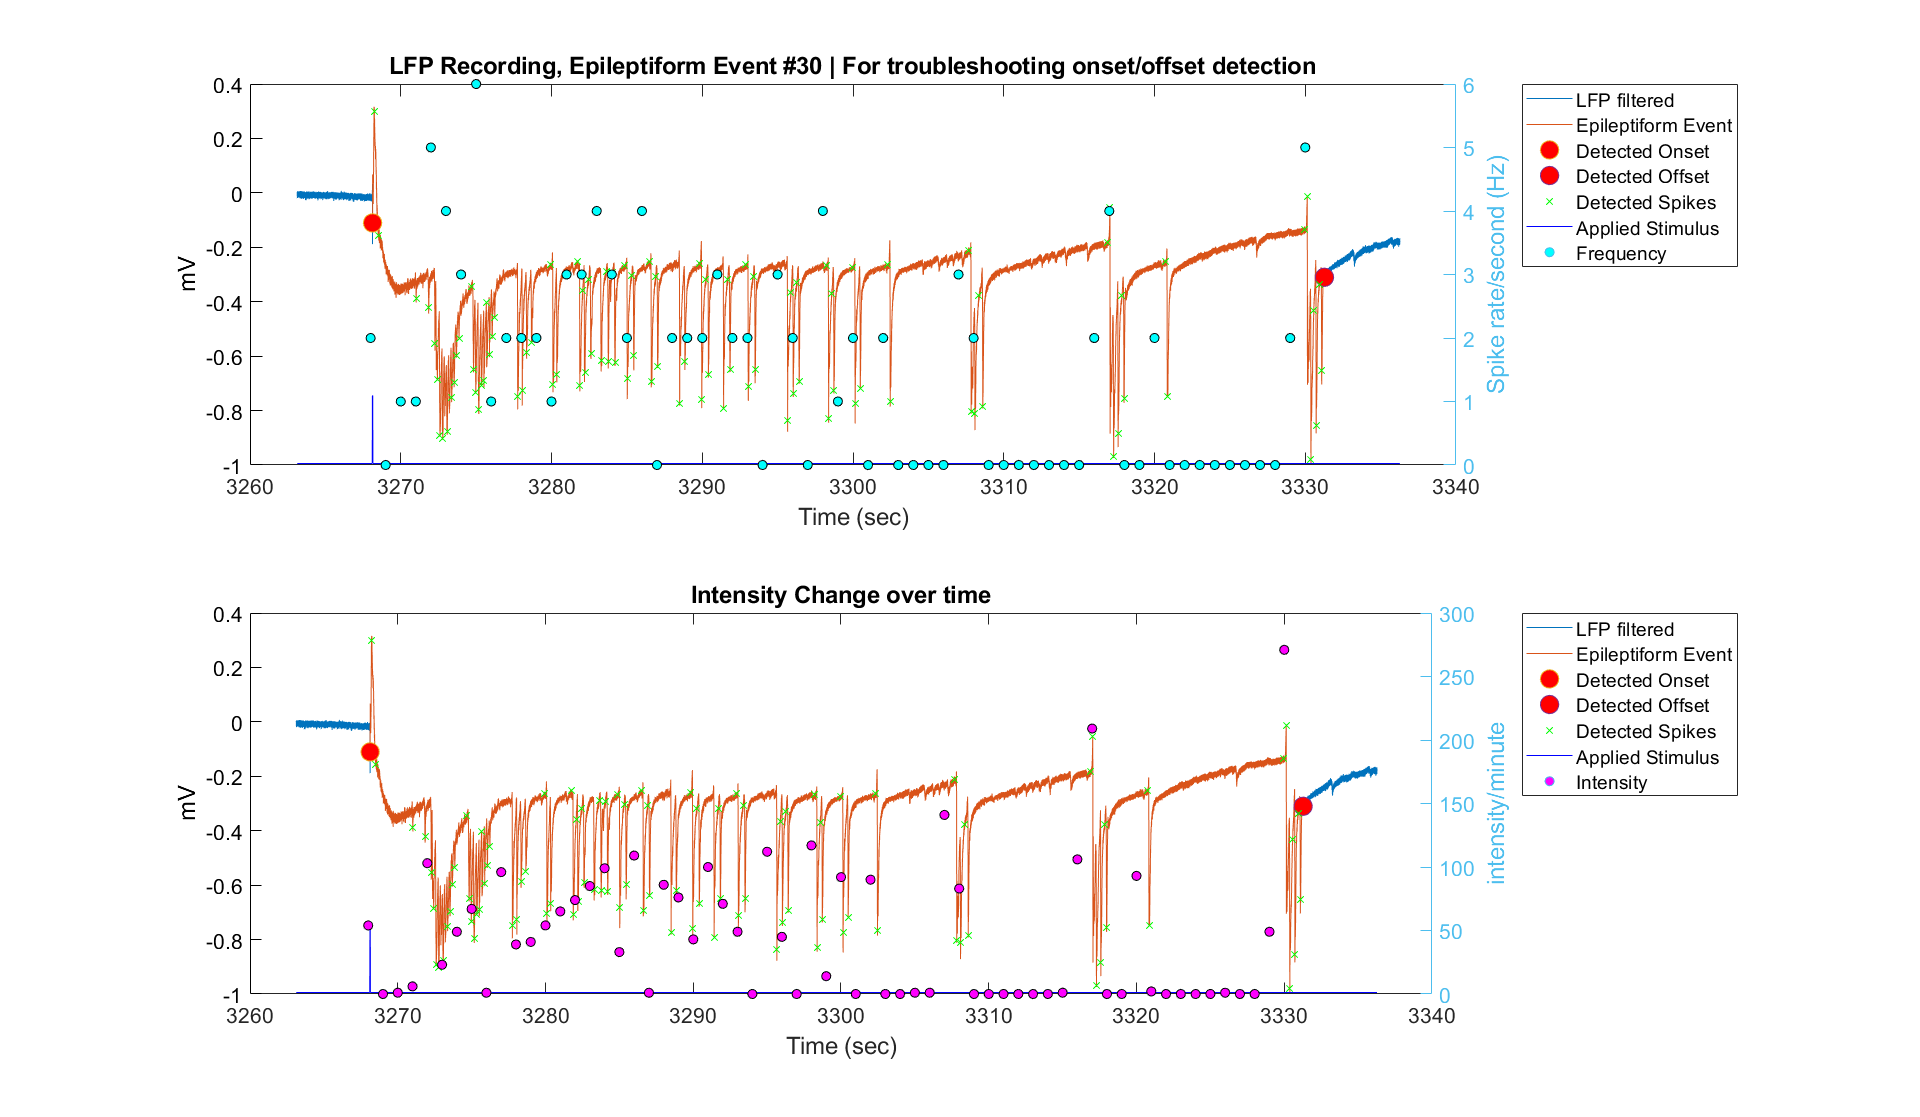 LFP Recording, Epileptiform Event #30 | For troubleshooting onset/offset detection
0.4
0.2
0
-0.2
-0.4
-0.6
-0.8
-1
mV
6
5
4
3
2
1
0
Spike rate/second (Hz)
3260 3270 3280 3290 3300 3310 3320 3330 3340
Time (sec)
LFP filtered
Epileptiform Event
Detected Onset
Detected Offset
Detected Spikes
Applied Stimulus
Frequency
Intensity Change over time
0.4
0.2
0
-0.2
-0.4
-0.6
-0.8
-1
mV
300
250
200
150
100
50
0
intensity/minute
3260 3270 3280 3290 3300 3310 3320 3330 3340
Time (sec)
LFP filtered
Epileptiform Event
Detected Onset
Detected Offset
Detected Spikes
Applied Stimulus
Intensity